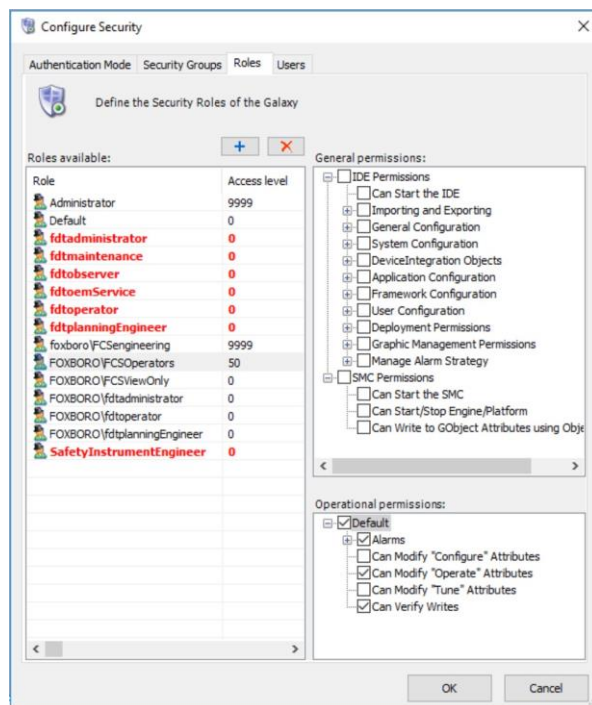 Configure Security
Authentication Mode Security Groups Roles Users
Define the Security Roles of the Galaxy
Roles available:
Role Access level
Administrator 9999
Default 0
fdtadministrator 0
fdtmaintenance 0
fdtobserver 0
fdtoemService 0
fdtoperator 0
fdtplanningEngineer 0
foxboro\FCSengineering 9999
FOXBORO\FCSOperators 50
FOXBORO\FCSViewOnly 0
FOXBORO\fdtadministrator 0
FOXBORO\fdtoperator 0
FOXBORO\fdtplanningEngineer 0
SafetyInstrumentEngineer 0
General permissions:
IDE Permissions
Can Start the IDE
Importing and Exporting
General Configuration
System Configuration
DeviceIntegration Objects
Application Configuration
Framework Configuration
User Configuration
Deployment Permissions
Graphic Management Permissions
Manage Alarm Strategy
SMC Permissions
Can Start the SMC
Can Start/Stop Engine/Platform
Can Write to GObject Attributes using Obje
Operational permissions:
Default
Alarms
Can Modify "Configure" Attributes
Can Modify "Operate" Attributes
Can Modify "Tune" Attributes
Can Verify Writes
OK Cancel